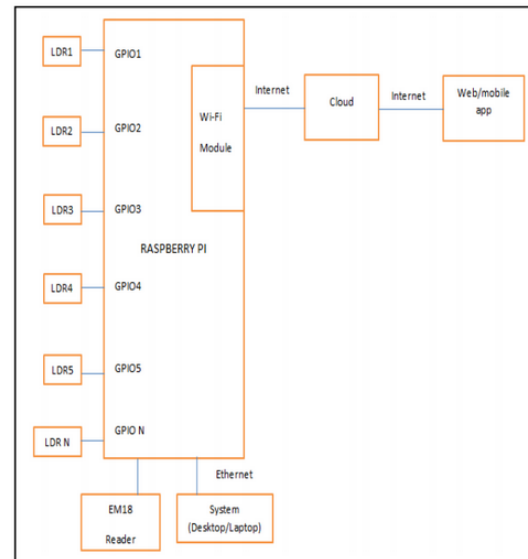 LDR1
GPIO1
LDR2
GPIO2
LDR3
GPIO3
RASPBERRY PI
LDR4
GPIO4
LDR5
GPIO5
LDR N
GPIO N
Wi-Fi
Module
Internet
Cloud
Internet
Web/mobile
app
Ethernet
EM18
Reader
System
(Desktop/Laptop)